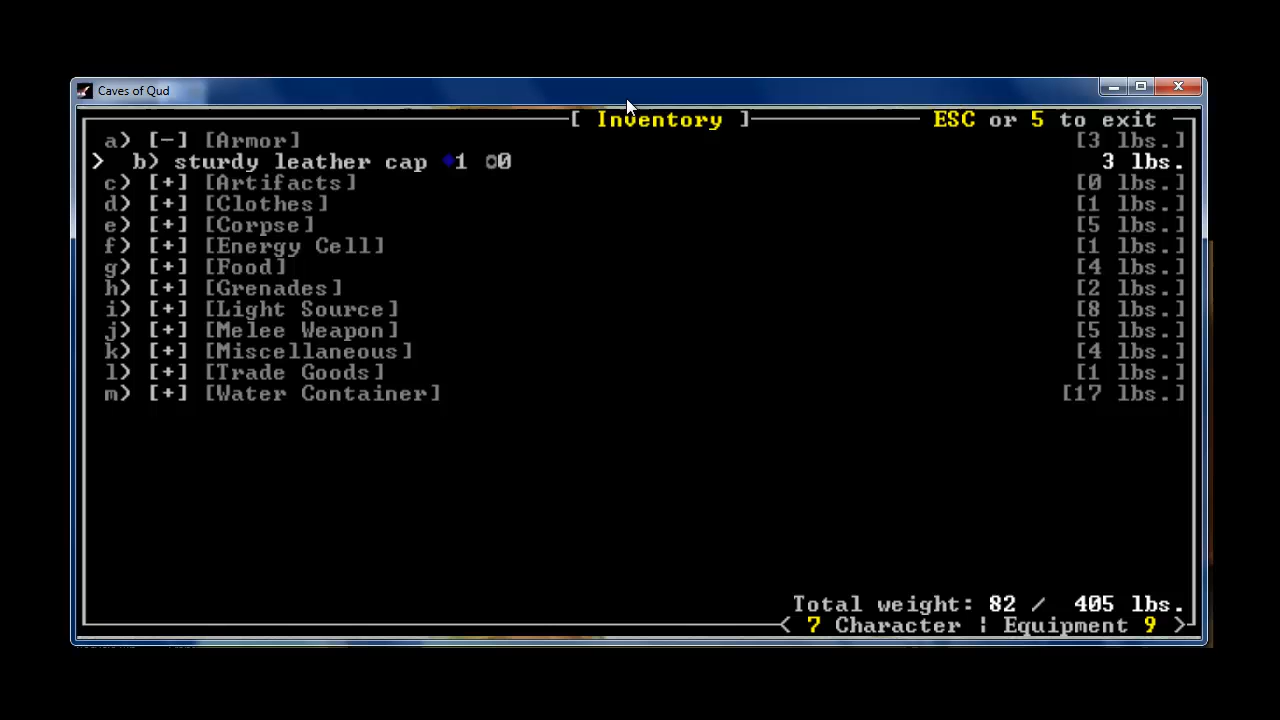 Caves of Qud
[ Inventory ] ESC or 5 to exit
a) [-] [Armor] [3 lbs.]
> b) sturdy leather cap ♦1 o0 3 lbs.
c) [+] [Artifacts] [0 lbs.]
d) [+] [Clothes] [1 lbs.]
e) [+] [Corpse] [5 lbs.]
f) [+] [Energy Cell] [1 lbs.]
g) [+] [Food] [4 lbs.]
h) [+] [Grenades] [2 lbs.]
i) [+] [Light Source] [8 lbs.]
j) [+] [Melee Weapon] [5 lbs.]
k) [+] [Miscellaneous] [4 lbs.]
l) [+] [Trade Goods] [1 lbs.]
m) [+] [Water Container] [17 lbs.]
Total weight: 82 / 405 lbs.
< 7 Character | Equipment 9 >